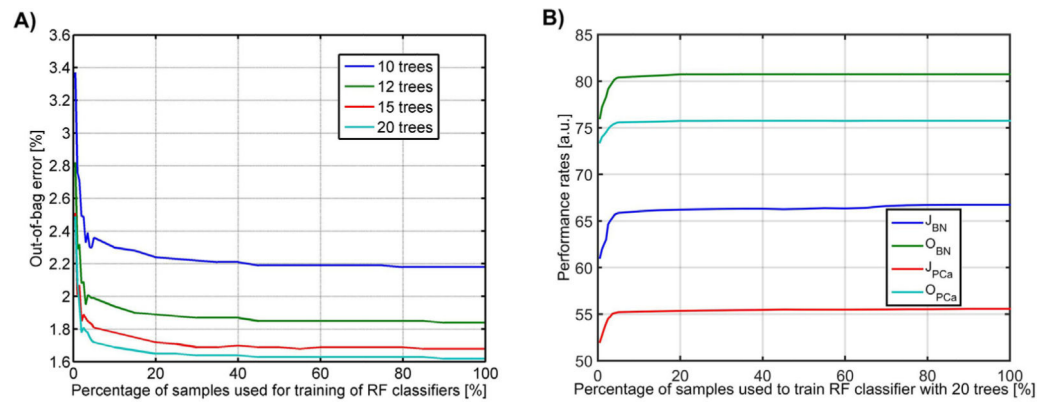 A)
3.6
3.4
3.2
3
2.8
2.6
2.4
2.2
2
1.8
1.6
Out-of-bag error [%]
10 trees
12 trees
15 trees
20 trees
0 20 40 60 80 100
Percentage of samples used for training of RF classifiers [%]
B)
85
80
75
70
65
60
55
50
Performance rates [a.u.]
J_BN
O_BN
J_PCa
O_PCa
0 20 40 60 80 100
Percentage of samples used to train RF classifier with 20 trees [%]